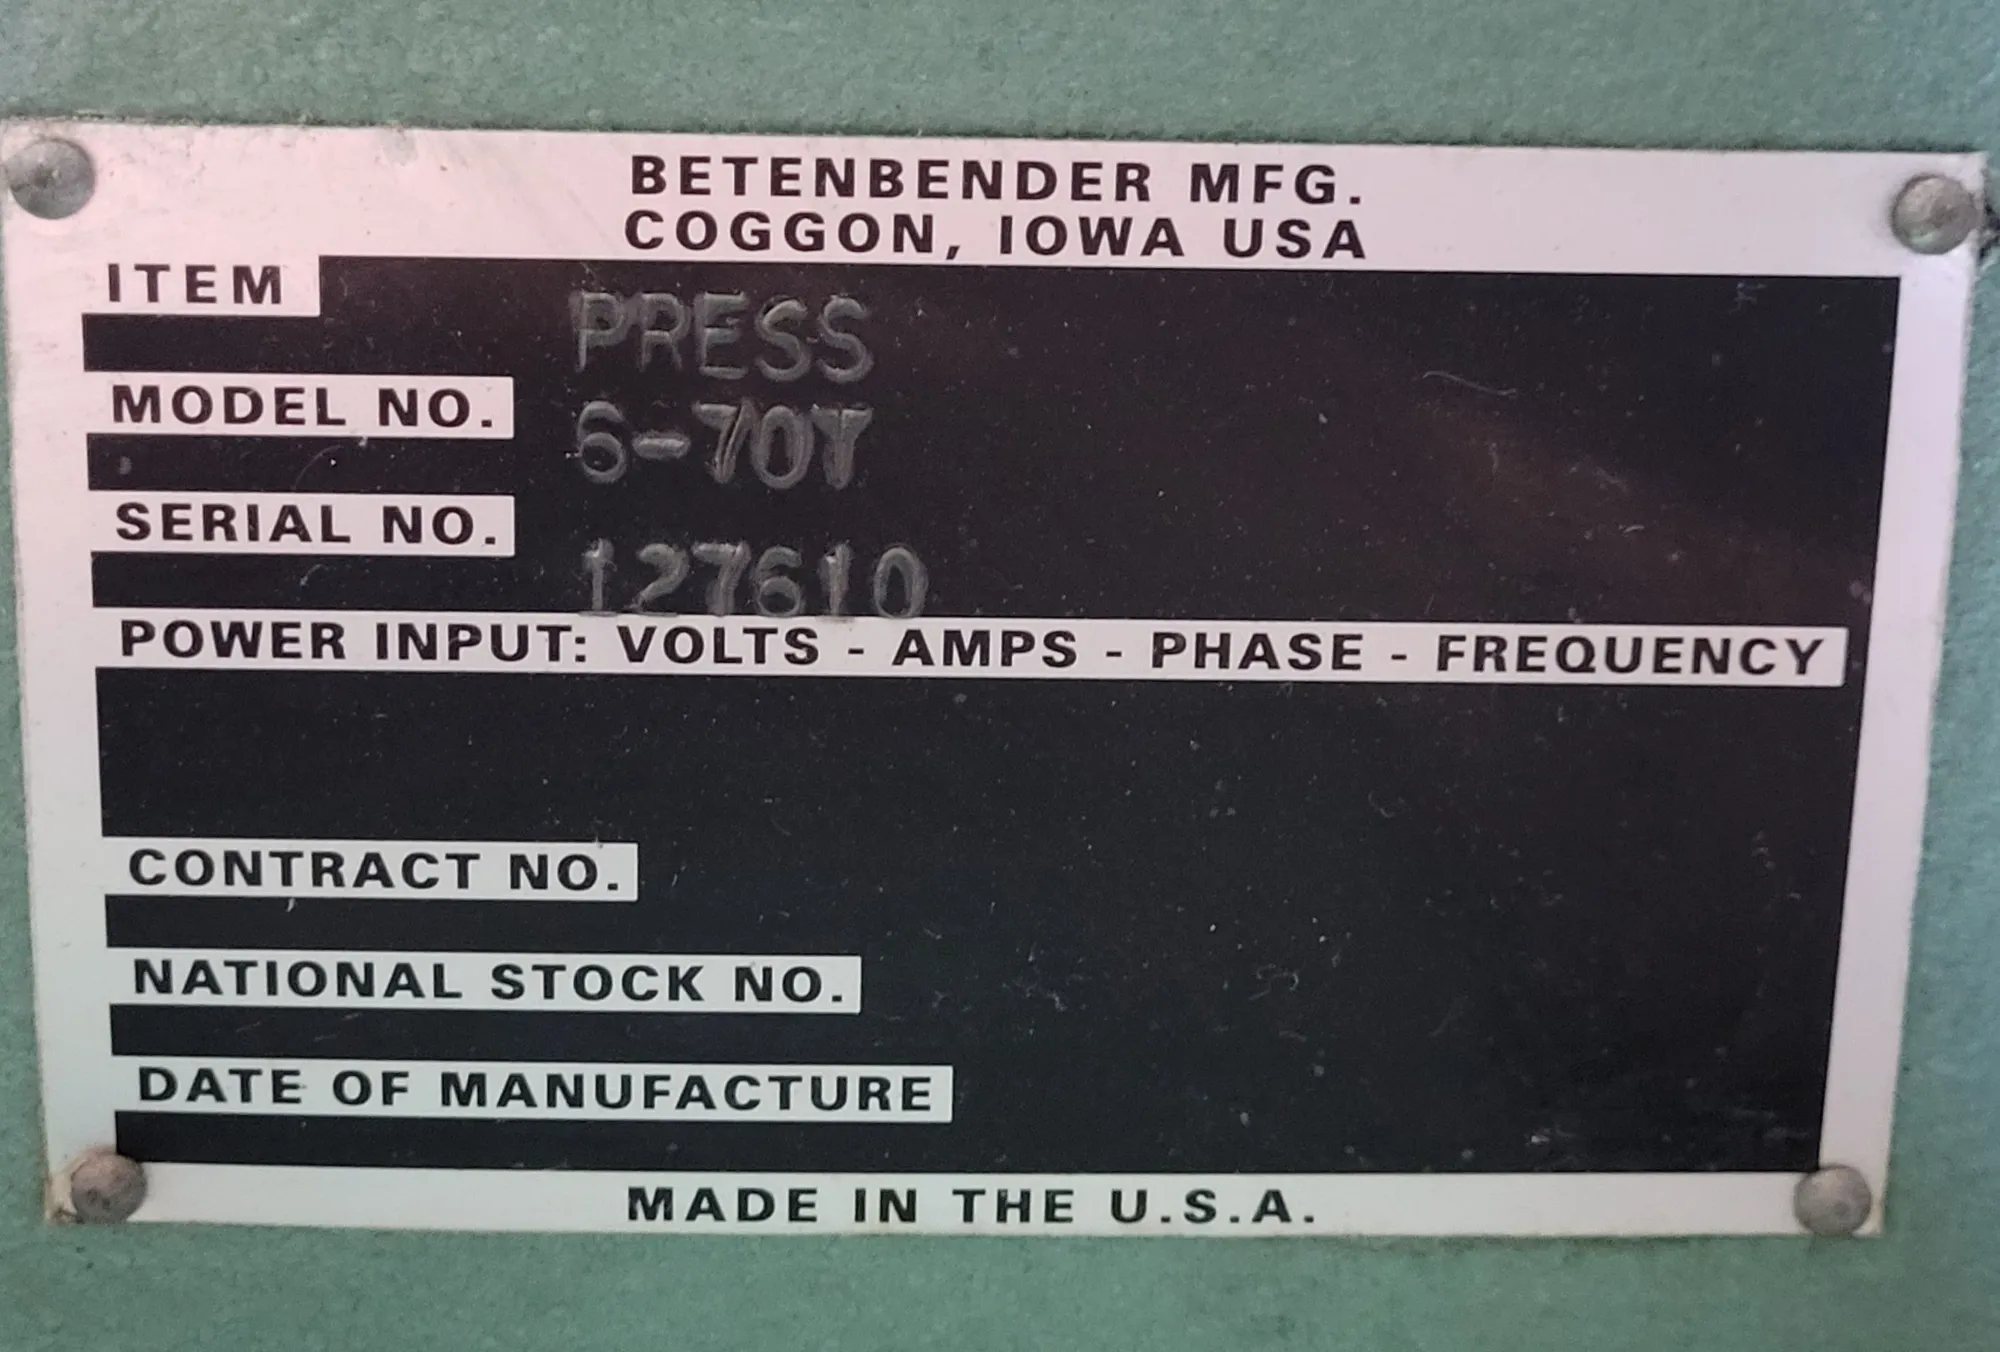 BETENBENDER MFG.
COGGON, IOWA USA
ITEM PRESS
MODEL NO. 6-70T
SERIAL NO. 127610
POWER INPUT: VOLTS - AMPS - PHASE - FREQUENCY
CONTRACT NO.
NATIONAL STOCK NO.
DATE OF MANUFACTURE
MADE IN THE U.S.A.